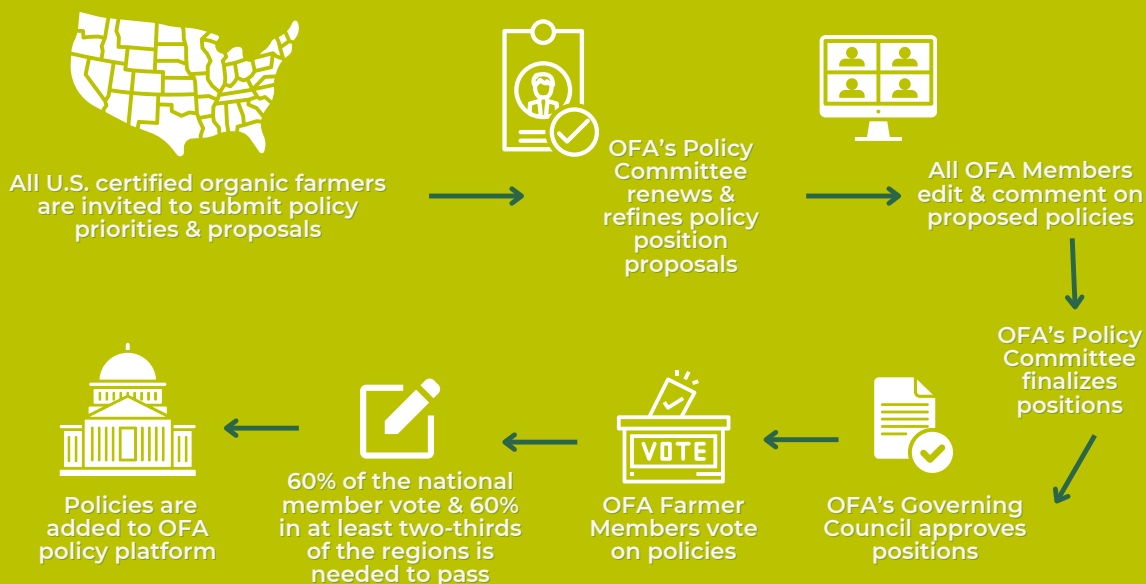 All U.S. certified organic farmers
are invited to submit policy
priorities & proposals
OFA's Policy
Committee
renews &
refines policy
position
proposals
All OFA Members
edit & comment on
proposed policies
OFA's Policy
Committee
finalizes
positions
OFA's Governing
Council approves
positions
VOTE
OFA Farmer
Members vote
on policies
60% of the national
member vote & 60%
in at least two-thirds
of the regions is
needed to pass
Policies are
added to OFA
policy platform